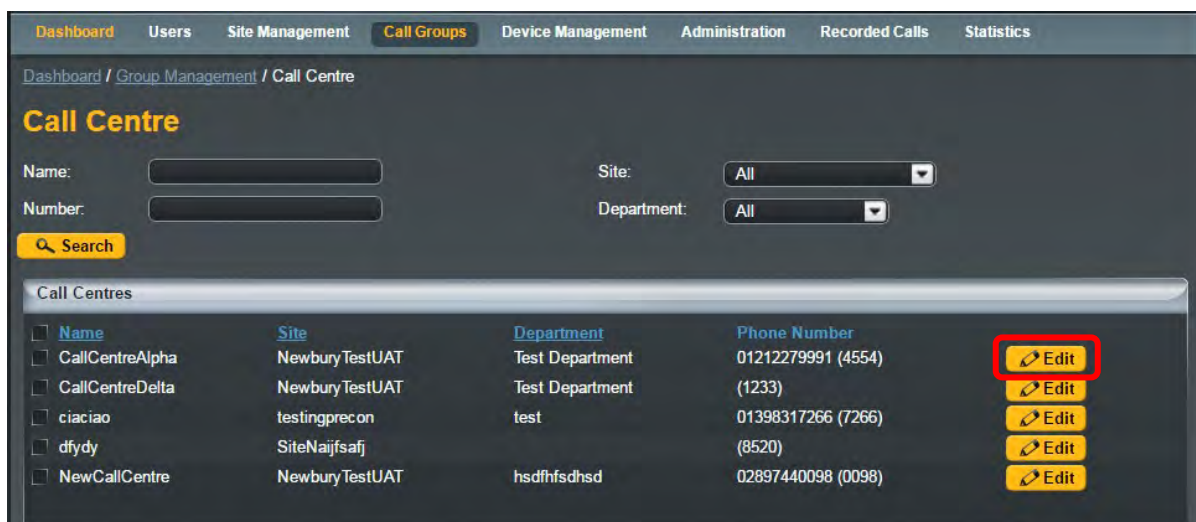 Dashboard Users Site Management Call Groups Device Management Administration Recorded Calls Statistics
Dashboard / Group Management / Call Centre
Call Centre
Name: Site: All
Number: Department: All
Search
Call Centres
Name Site Department Phone Number
CallCentreAlpha NewburyTestUAT Test Department 01212279991 (4554) Edit
CallCentreDelta NewburyTestUAT Test Department (1233) Edit
ciaciao testingprecon test 01398317266 (7266) Edit
dfydy SiteNaijfsafj (8520) Edit
NewCallCentre NewburyTestUAT hsdfhfsdhsd 02897440098 (0098) Edit